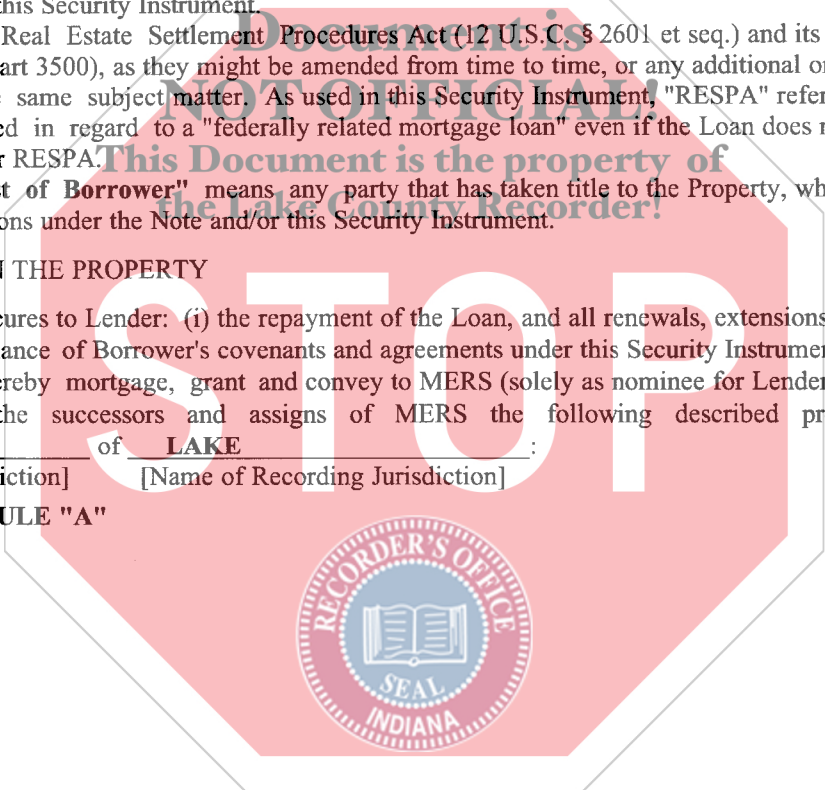 this Security Instrument.
Document is
Real Estate Settlement Procedures Act (12 U.S.C. § 2601 et seq.) and its
art 3500), as they might be amended from time to time, or any additional o
NOT OFFICIAL!
same subject matter. As used in this Security Instrument, "RESPA" refer
ed in regard to a "federally related mortgage loan" even if the Loan does
r RESPA.
This Document is the property of
t of Borrower" means any party that has taken title to the Property, wh
the Lake County Recorder!
ons under the Note and/or this Security Instrument.
THE PROPERTY
STOP
cures to Lender: (i) the repayment of the Loan, and all renewals, extensions
ance of Borrower's covenants and agreements under this Security Instrumen
ereby mortgage, grant and convey to MERS (solely as nominee for Lender
the successors and assigns of MERS the following described pr
of LAKE :
iction] [Name of Recording Jurisdiction]
ULE "A"
RECORDER'S OFFICE
SEAL
INDIANA